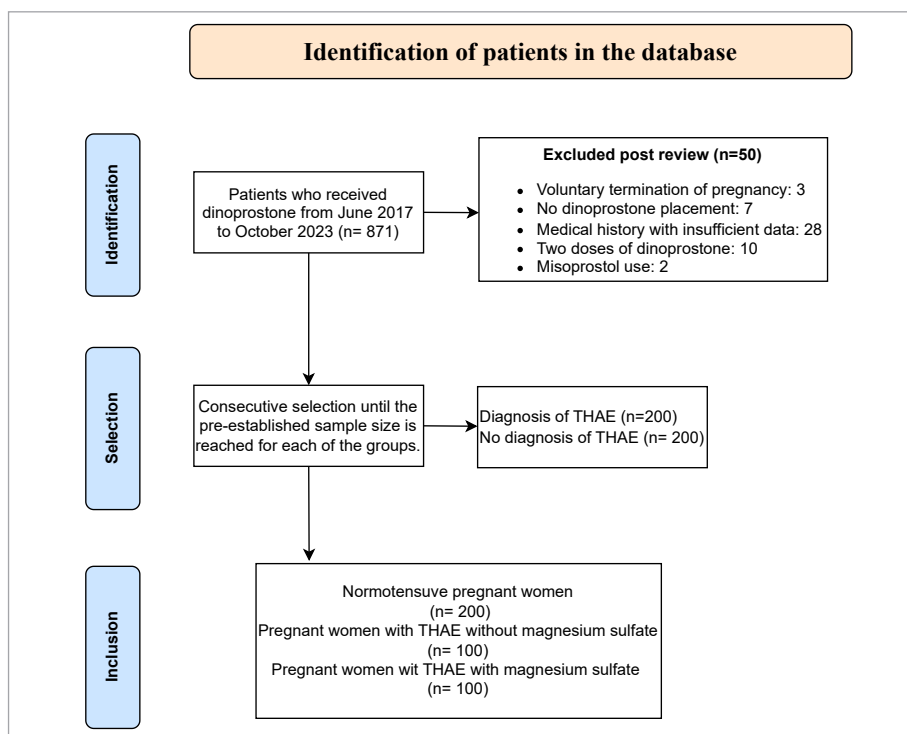 Identification of patients in the database
Identification
Patients who received
dinoprostone from June 2017
to October 2023 (n= 871)
Excluded post review (n=50)
• Voluntary termination of pregnancy: 3
• No dinoprostone placement: 7
• Medical history with insufficient data: 28
• Two doses of dinoprostone: 10
• Misoprostol use: 2
Selection
Consecutive selection until the
pre-established sample size is
reached for each of the groups.
Diagnosis of THAE (n=200)
No diagnosis of THAE (n= 200)
Inclusion
Normotensuve pregnant women
(n= 200)
Pregnant women with THAE without magnesium sulfate
(n= 100)
Pregnant women wit THAE with magnesium sulfate
(n= 100)